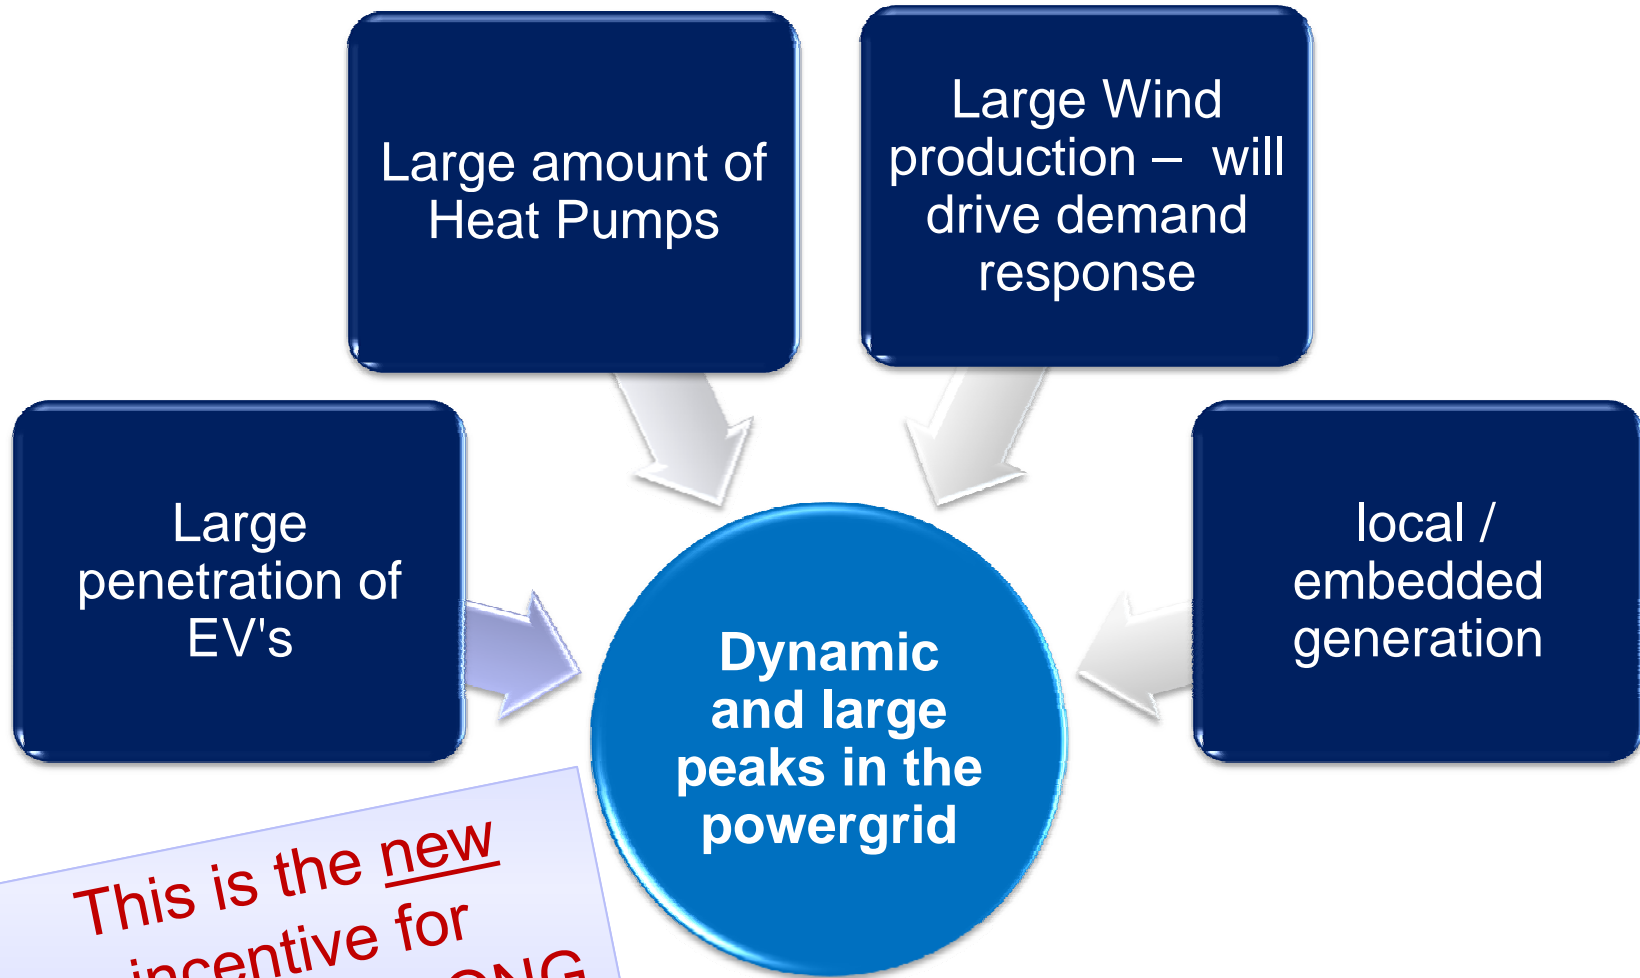 Large amount of
Heat Pumps
Large Wind
production –  will
drive demand
response
Large
penetration of
EV's
local /
embedded
generation
Dynamic
and large
peaks in the
powergrid
This is the new
incentive for